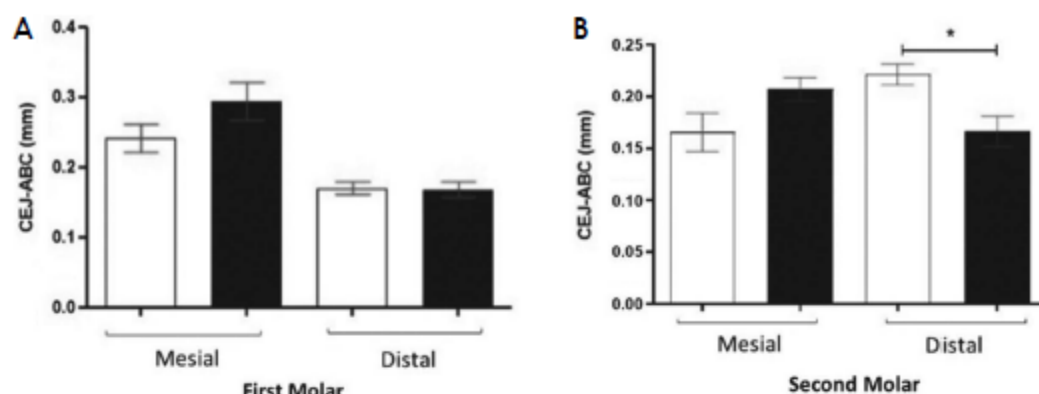 A
CEJ-ABC (mm)
0.4
0.3
0.2
0.1
0.0
Mesial
Distal
First Molar
B
*
CEJ-ABC (mm)
0.25
0.20
0.15
0.10
0.05
0.00
Mesial
Distal
Second Molar